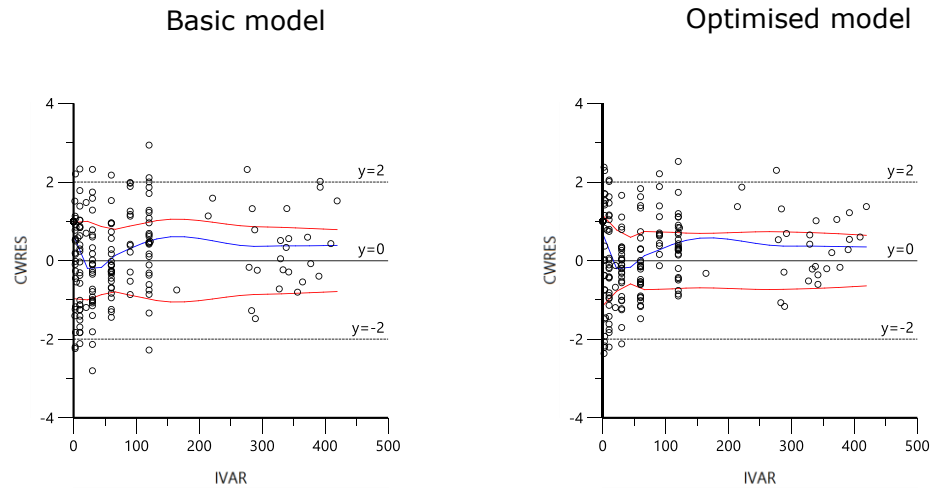 Basic model
Optimised model
4
2
0
-2
-4
CWRES
y=2
y=0
y=-2
0
100
200
300
400
500
IVAR
4
2
0
-2
-4
CWRES
y=2
y=0
y=-2
0
100
200
300
400
500
IVAR